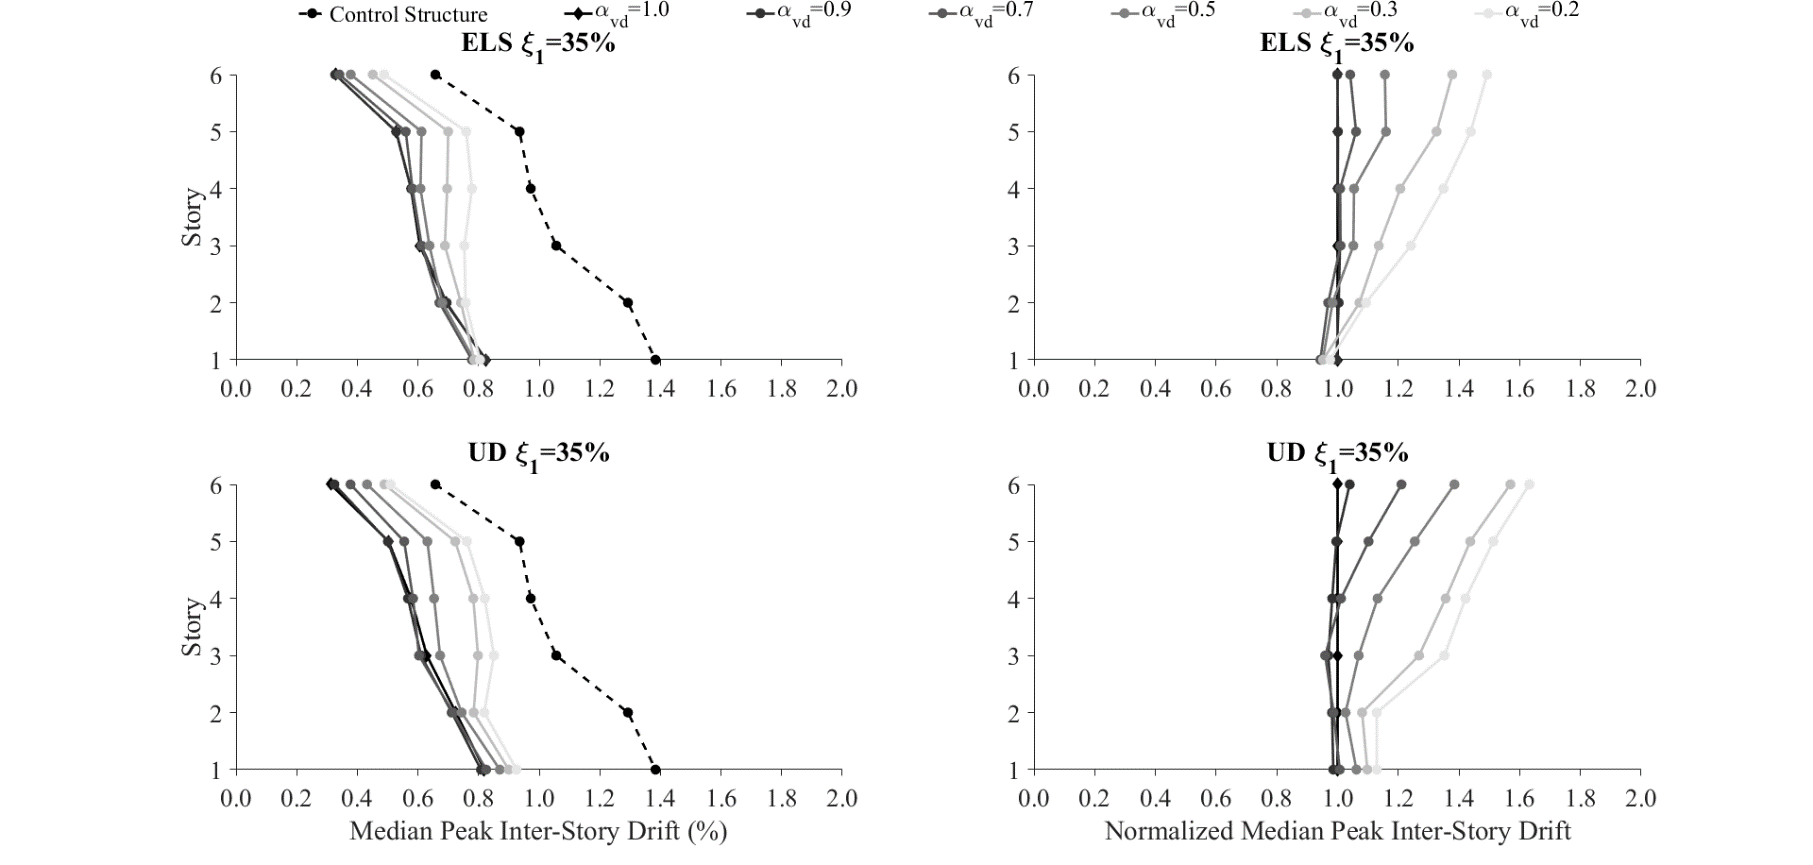 Control Structure α_vd=1.0 α_vd=0.9 α_vd=0.7 α_vd=0.5 α_vd=0.3 α_vd=0.2
ELS ξ_1=35%
6
5
4
3
2
1
Story
0.0 0.2 0.4 0.6 0.8 1.0 1.2 1.4 1.6 1.8 2.0
ELS ξ_1=35%
6
5
4
3
2
1
0.0 0.2 0.4 0.6 0.8 1.0 1.2 1.4 1.6 1.8 2.0
UD ξ_1=35%
6
5
4
3
2
1
Story
0.0 0.2 0.4 0.6 0.8 1.0 1.2 1.4 1.6 1.8 2.0
Median Peak Inter-Story Drift (%)
UD ξ_1=35%
6
5
4
3
2
1
0.0 0.2 0.4 0.6 0.8 1.0 1.2 1.4 1.6 1.8 2.0
Normalized Median Peak Inter-Story Drift